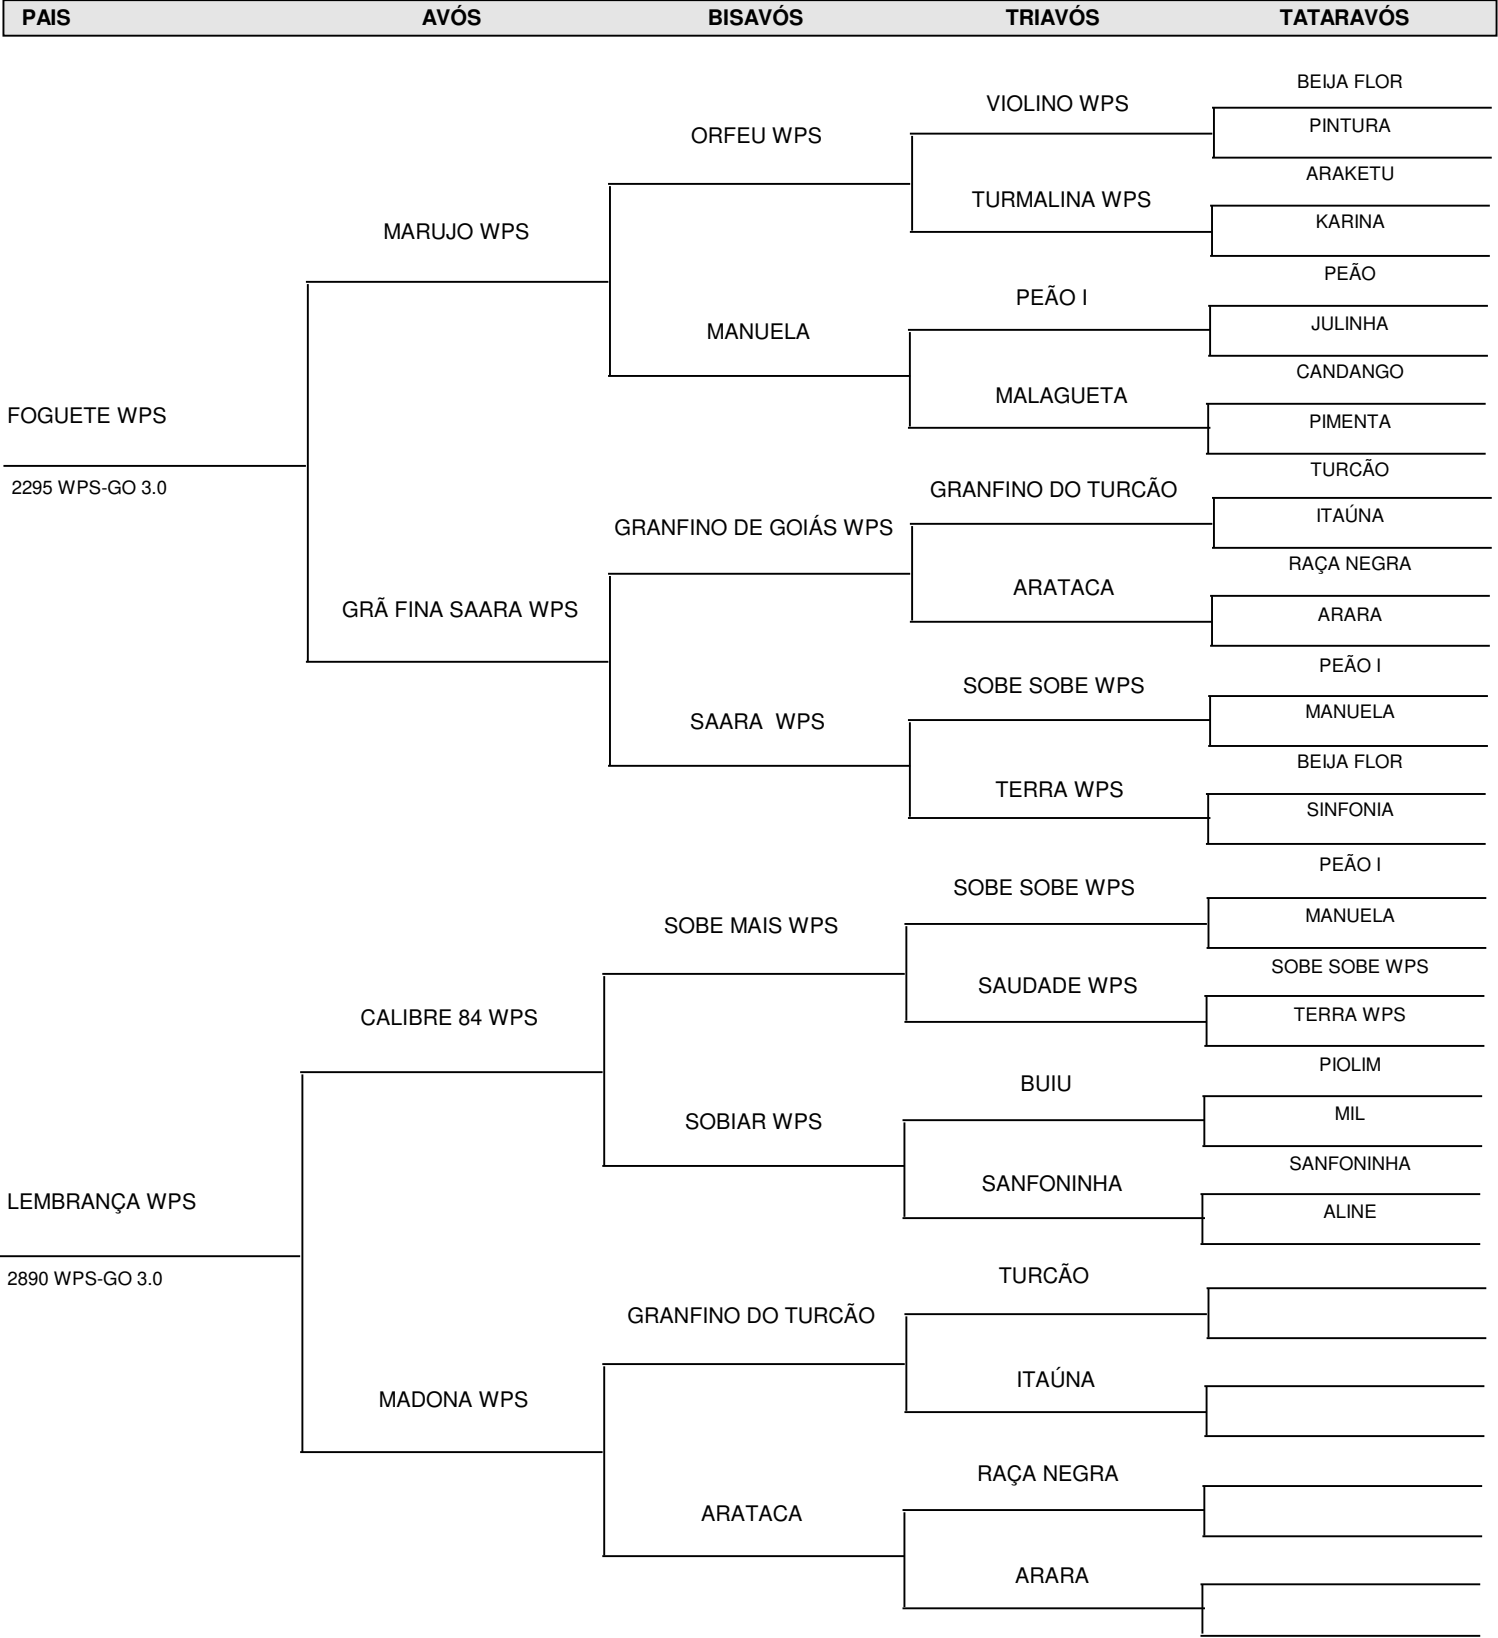 PAIS AVÓS BISAVÓS TRIAVÓS TATARAVÓS
BEIJA FLOR
VIOLINO WPS
PINTURA
ORFEU WPS
ARAKETU
TURMALINA WPS
KARINA
MARUJO WPS
PEÃO
PEÃO I
JULINHA
MANUELA
CANDANGO
MALAGUETA
PIMENTA
FOGUETE WPS
2295 WPS-GO 3.0
TURCÃO
GRANFINO DO TURCÃO
ITAÚNA
GRANFINO DE GOIÁS WPS
RAÇA NEGRA
ARATACA
ARARA
GRÃ FINA SAARA WPS
PEÃO I
SOBE SOBE WPS
MANUELA
SAARA WPS
BEIJA FLOR
TERRA WPS
SINFONIA
PEÃO I
SOBE SOBE WPS
MANUELA
SOBE MAIS WPS
SOBE SOBE WPS
SAUDADE WPS
TERRA WPS
CALIBRE 84 WPS
PIOLIM
BUIU
MIL
SOBIAR WPS
SANFONINHA
SANFONINHA
ALINE
LEMBRANÇA WPS
2890 WPS-GO 3.0
TURCÃO
GRANFINO DO TURCÃO
ITAÚNA
MADONA WPS
RAÇA NEGRA
ARATACA
ARARA